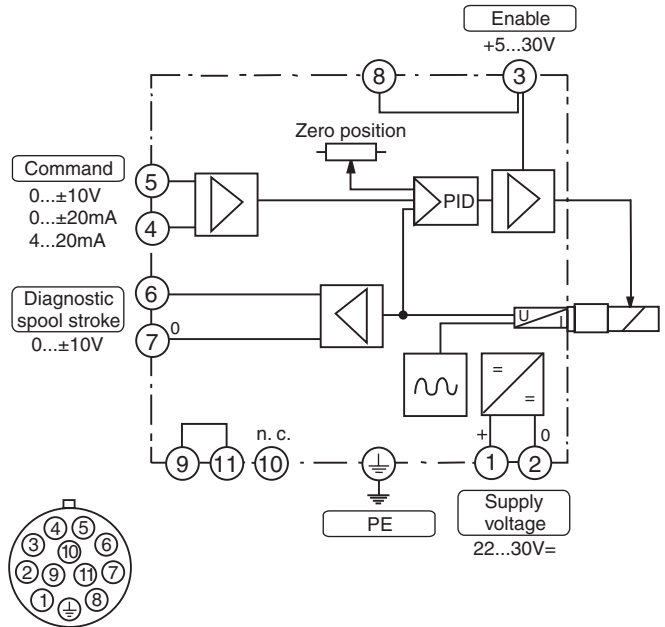 Enable
+5...30V
8
3
Zero position
Command
0...±10V
0...±20mA
4...20mA
5
4
PID
6
Diagnostic
spool stroke
0...±10V
7
0
U
I
=
=
n. c.
+
0
9
11
10
1
2
PE
Supply
voltage
22...30V=
4
5
3
10
6
2
9
11
7
1
8